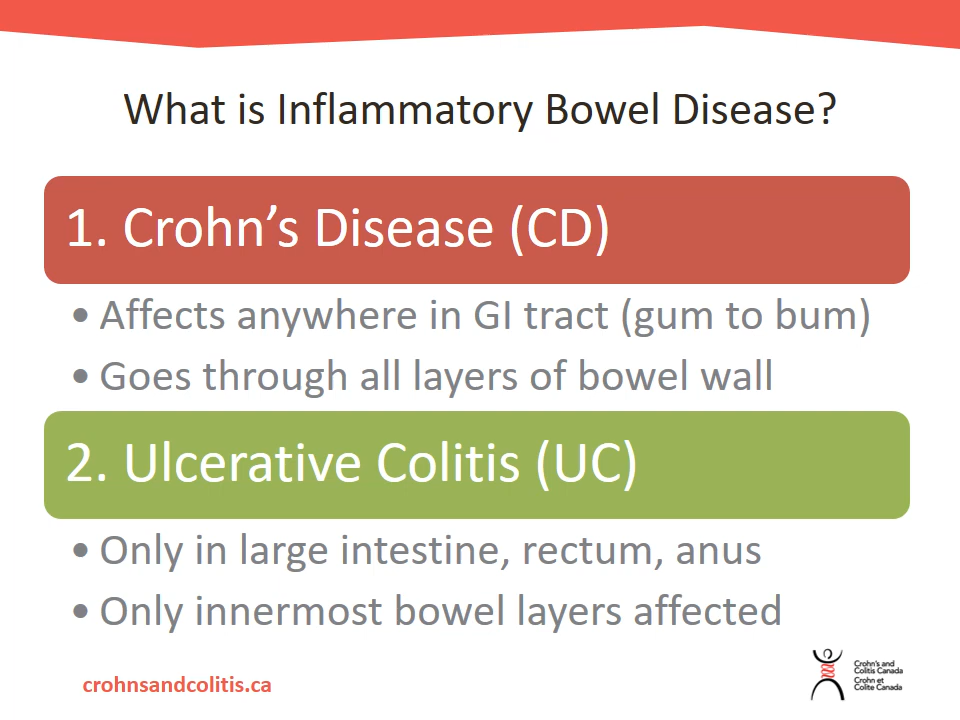 What is Inflammatory Bowel Disease?
1. Crohn’s Disease (CD)
• Affects anywhere in GI tract (gum to bum)
• Goes through all layers of bowel wall
2. Ulcerative Colitis (UC)
• Only in large intestine, rectum, anus
• Only innermost bowel layers affected
crohnsandcolitis.ca
Crohn's and
Colitis Canada
Crohn et
Colite Canada